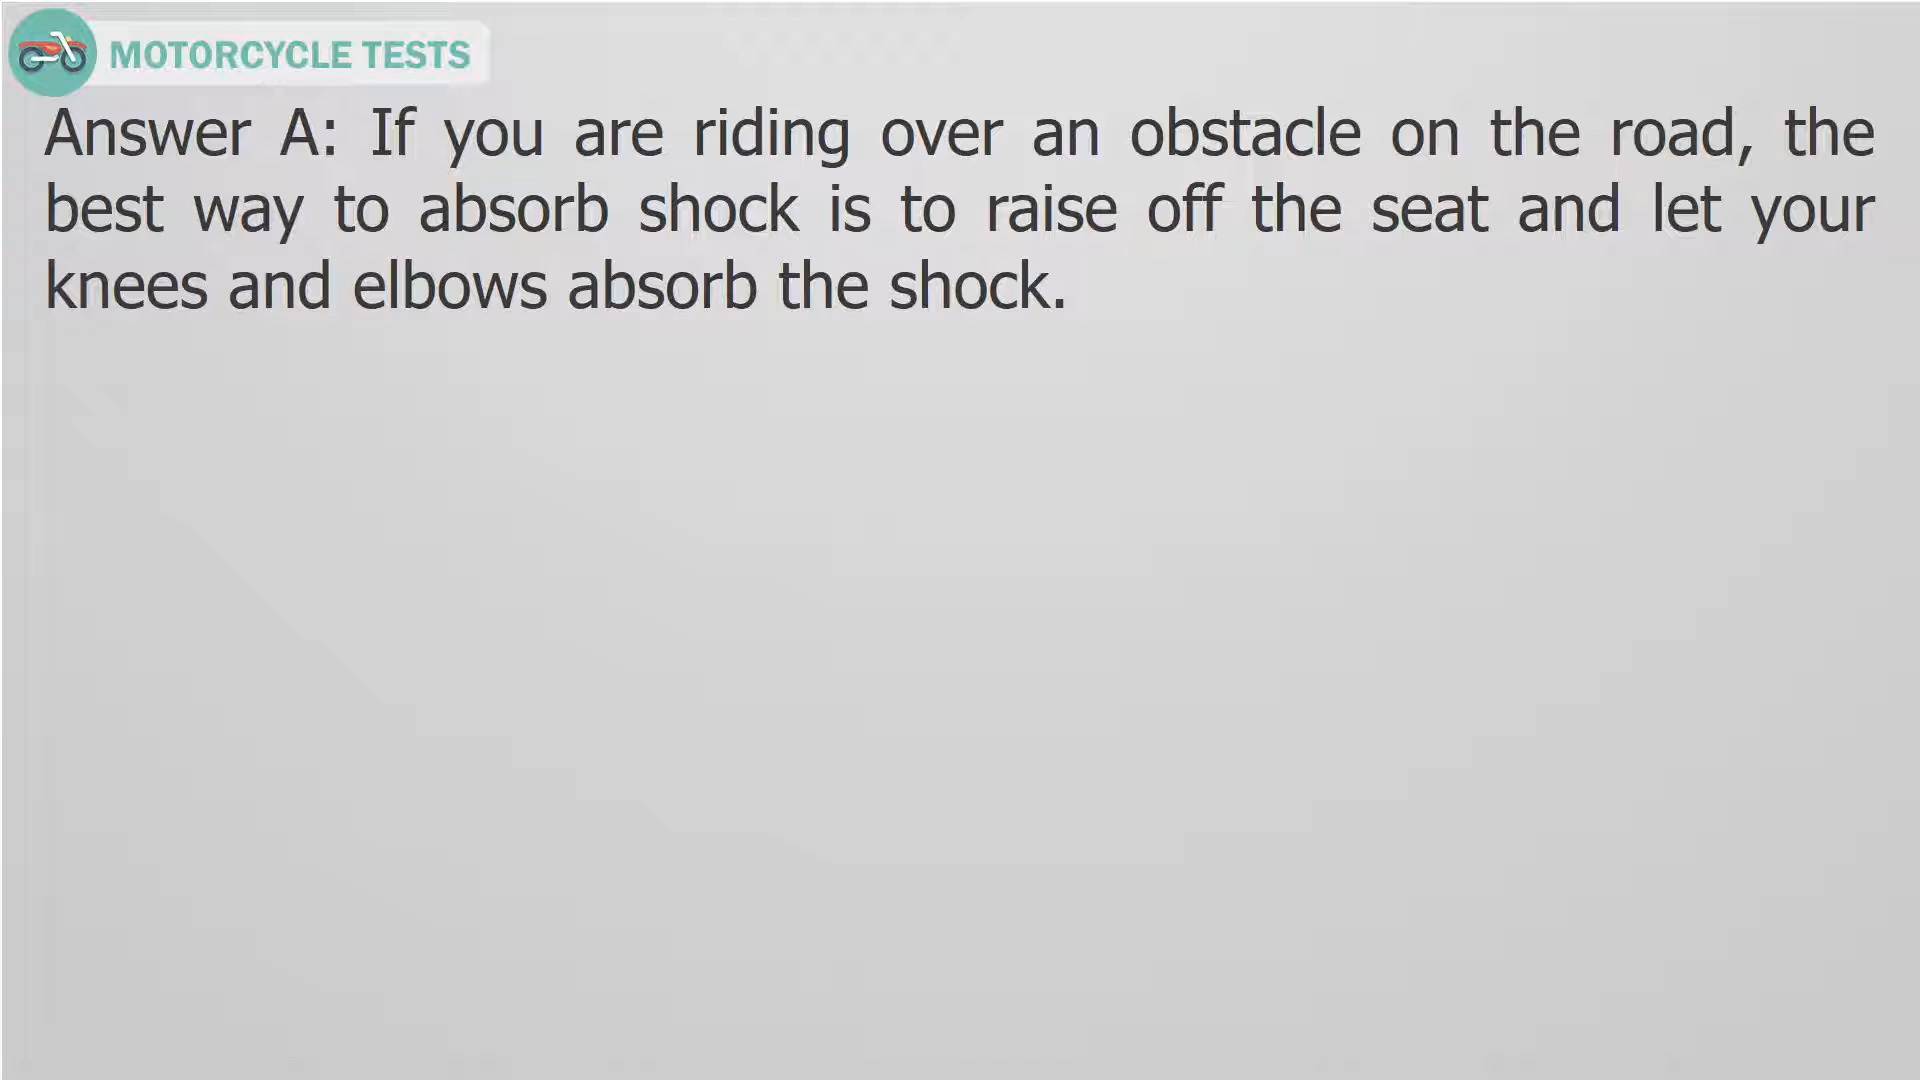 MOTORCYCLE TESTS
Answer A: If you are riding over an obstacle on the road, the
best way to absorb shock is to raise off the seat and let your
knees and elbows absorb the shock.